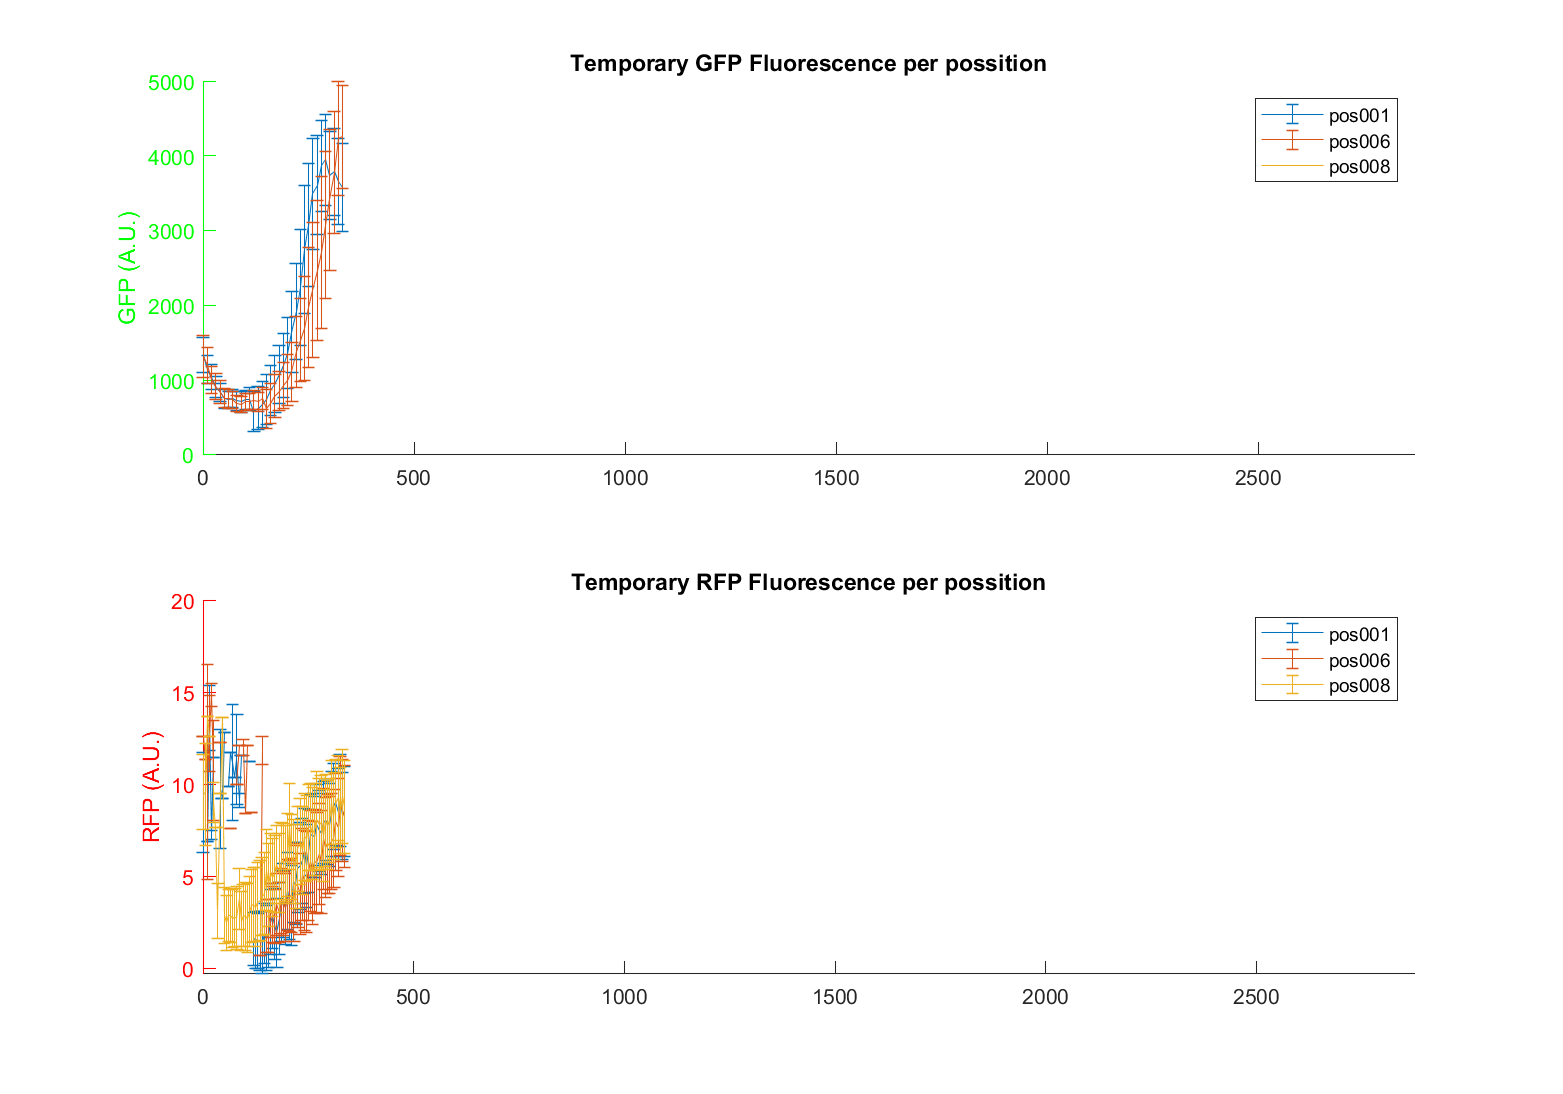 Temporary GFP Fluorescence per possition
5000
4000
3000
2000
1000
0
GFP (A.U.)
pos001
pos006
pos008
0 500 1000 1500 2000 2500
Temporary RFP Fluorescence per possition
20
15
10
5
0
RFP (A.U.)
pos001
pos006
pos008
0 500 1000 1500 2000 2500